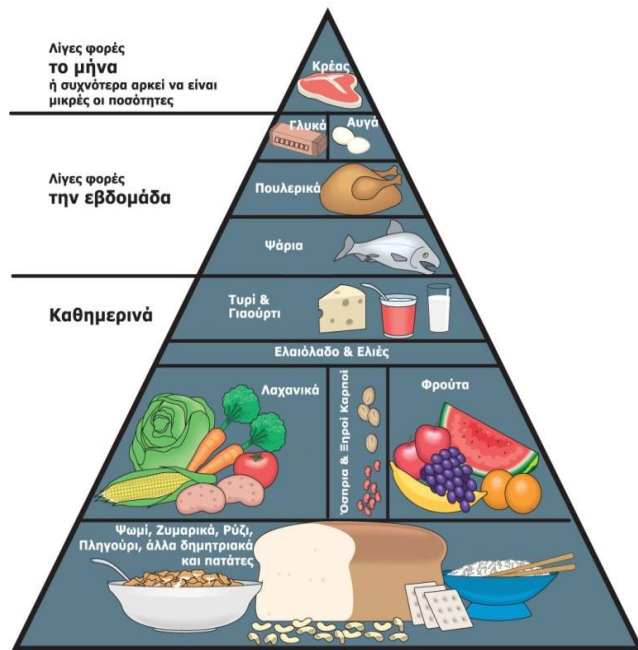 Λίγες φορές
το μήνα
ή συχνότερα αρκεί να είναι
μικρές οι ποσότητες
Κρέας
Γλυκά
Αυγά
Λίγες φορές
την εβδομάδα
Πουλερικά
Ψάρια
Καθημερινά
Τυρί &
Γιαούρτι
Ελαιόλαδο & Ελιές
Λαχανικά
Όσπρια & Ξηροί Καρποί
Φρούτα
Ψωμί, Ζυμαρικά, Ρύζι,
Πληγούρι, άλλα δημητριακά
και πατάτες